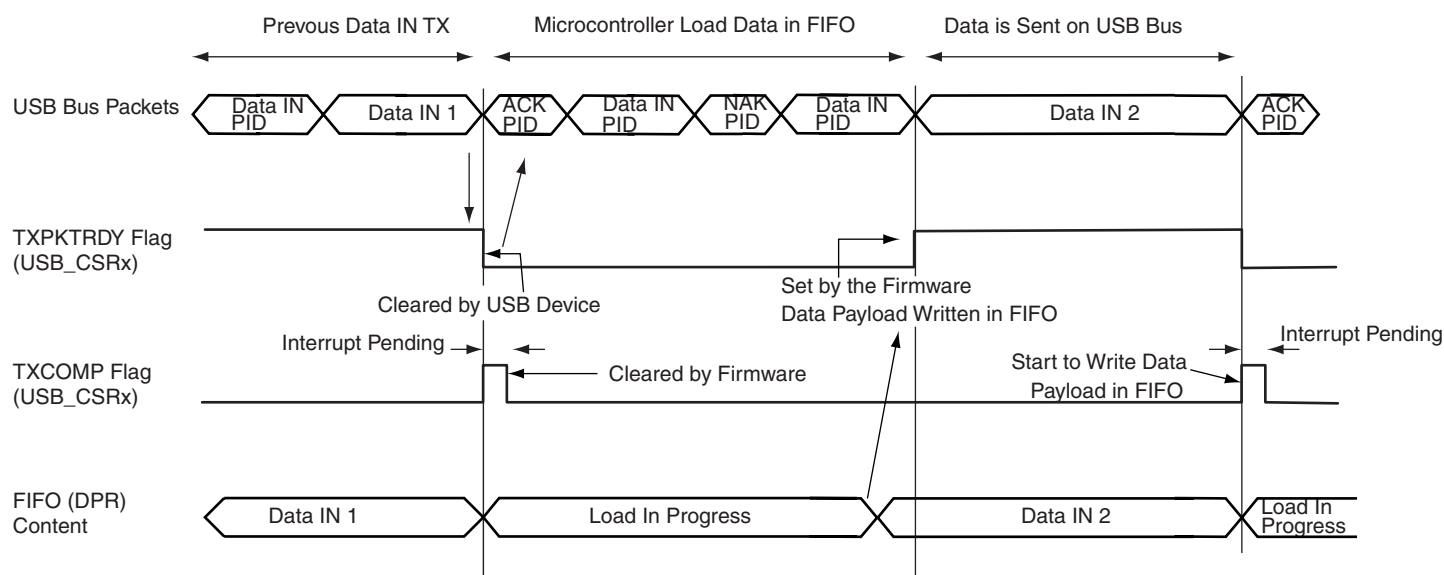 Prevous Data IN TX
Microcontroller Load Data in FIFO
Data is Sent on USB Bus
USB Bus Packets
Data IN
PID
Data IN 1
ACK
PID
Data IN
PID
NAK
PID
Data IN
PID
Data IN 2
ACK
PID
TXPKTRDY Flag
(USB_CSRx)
Cleared by USB Device
Set by the Firmware
Data Payload Written in FIFO
Interrupt Pending
Interrupt Pending
TXCOMP Flag
(USB_CSRx)
Cleared by Firmware
Start to Write Data
Payload in FIFO
FIFO (DPR)
Content
Data IN 1
Load In Progress
Data IN 2
Load In
Progress